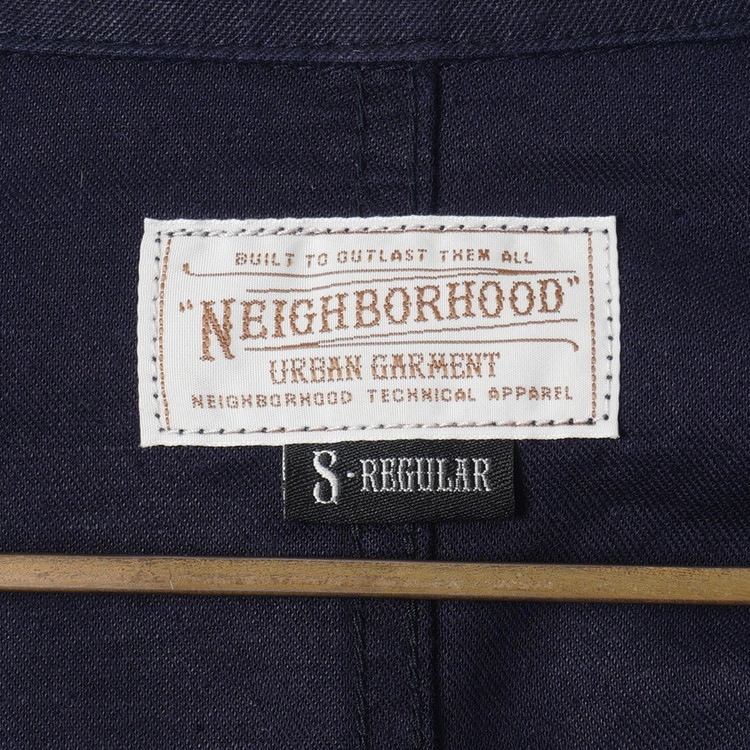 BUILT TO OUTLAST THEM ALL
"NEIGHBORHOOD"
URBAN GARMENT
NEIGHBORHOOD TECHNICAL APPAREL
S-REGULAR